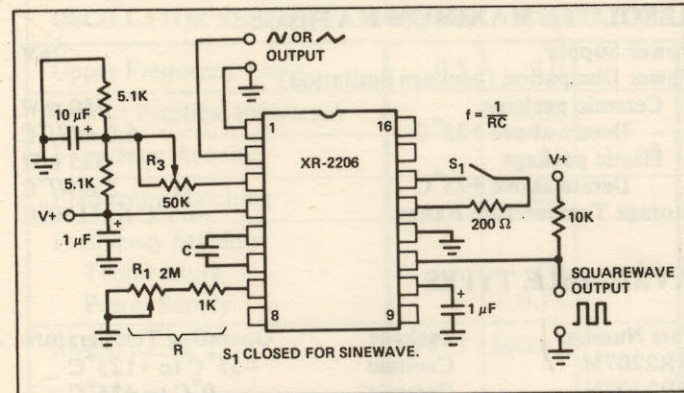 ∿ OR
OUTPUT
5.1K
10 µF
+
R3
50K
5.1K
V+
+
1 µF
C
R1 2M
1K
R
1
16
XR-2206
8
9
f = 1/RC
S1
200 Ω
V+
10K
SQUAREWAVE
OUTPUT
+
1 µF
S1 CLOSED FOR SINEWAVE.